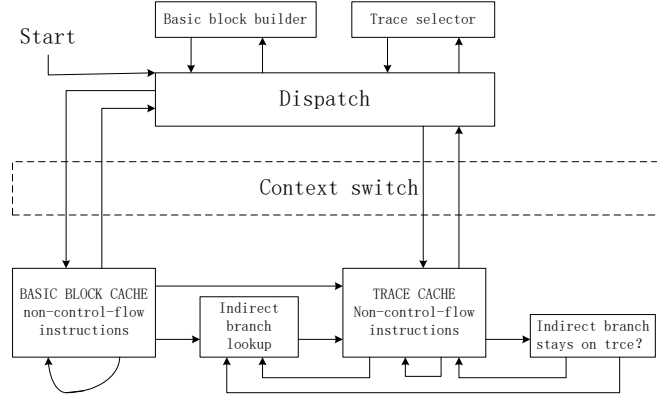 Basic block builder
Trace selector
Start
Dispatch
Context switch
BASIC BLOCK CACHE
non-control-flow
instructions
Indirect
branch
lookup
TRACE CACHE
Non-control-flow
instructions
Indirect branch
stays on trce?